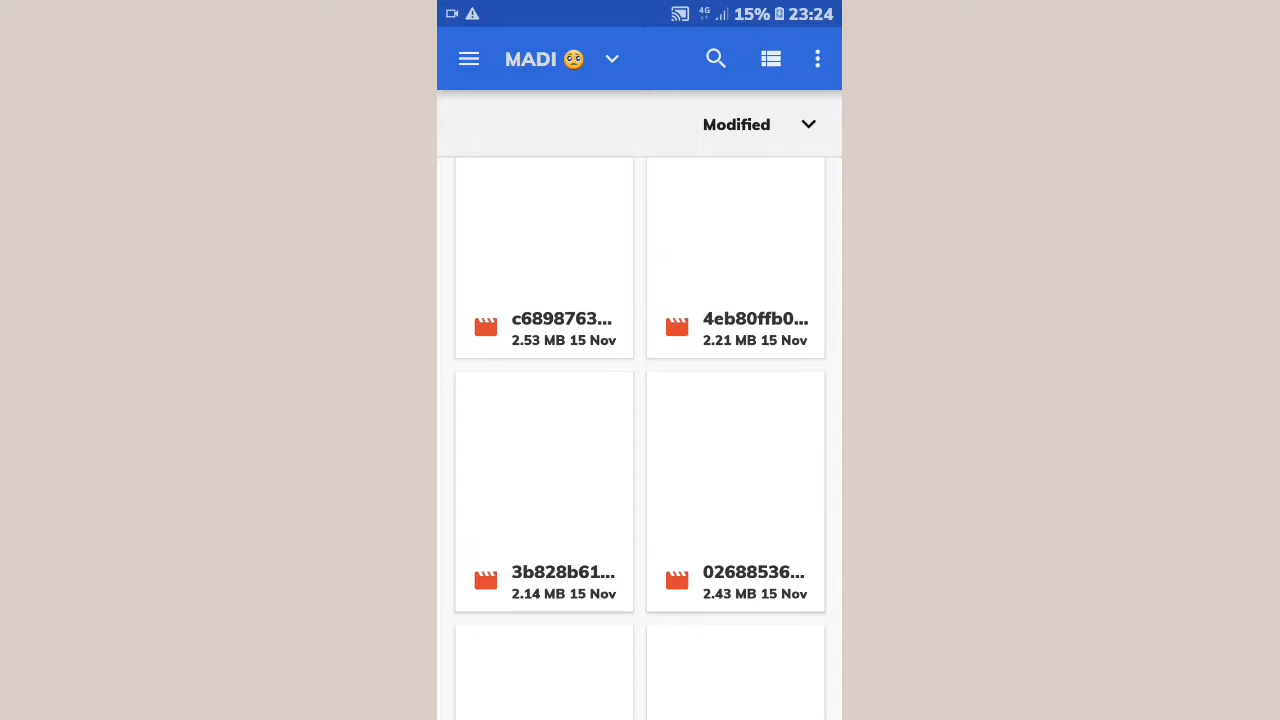 4G 15% 23:24
MADI 🥺
Modified
c6898763...
2.53 MB 15 Nov
4eb80ffb0...
2.21 MB 15 Nov
3b828b61...
2.14 MB 15 Nov
02688536...
2.43 MB 15 Nov